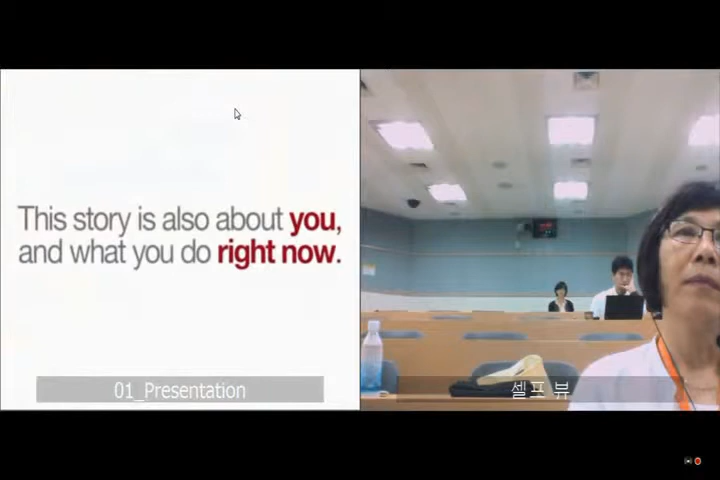 This story is also about you,
and what you do right now.
01_Presentation
셀프 뷰